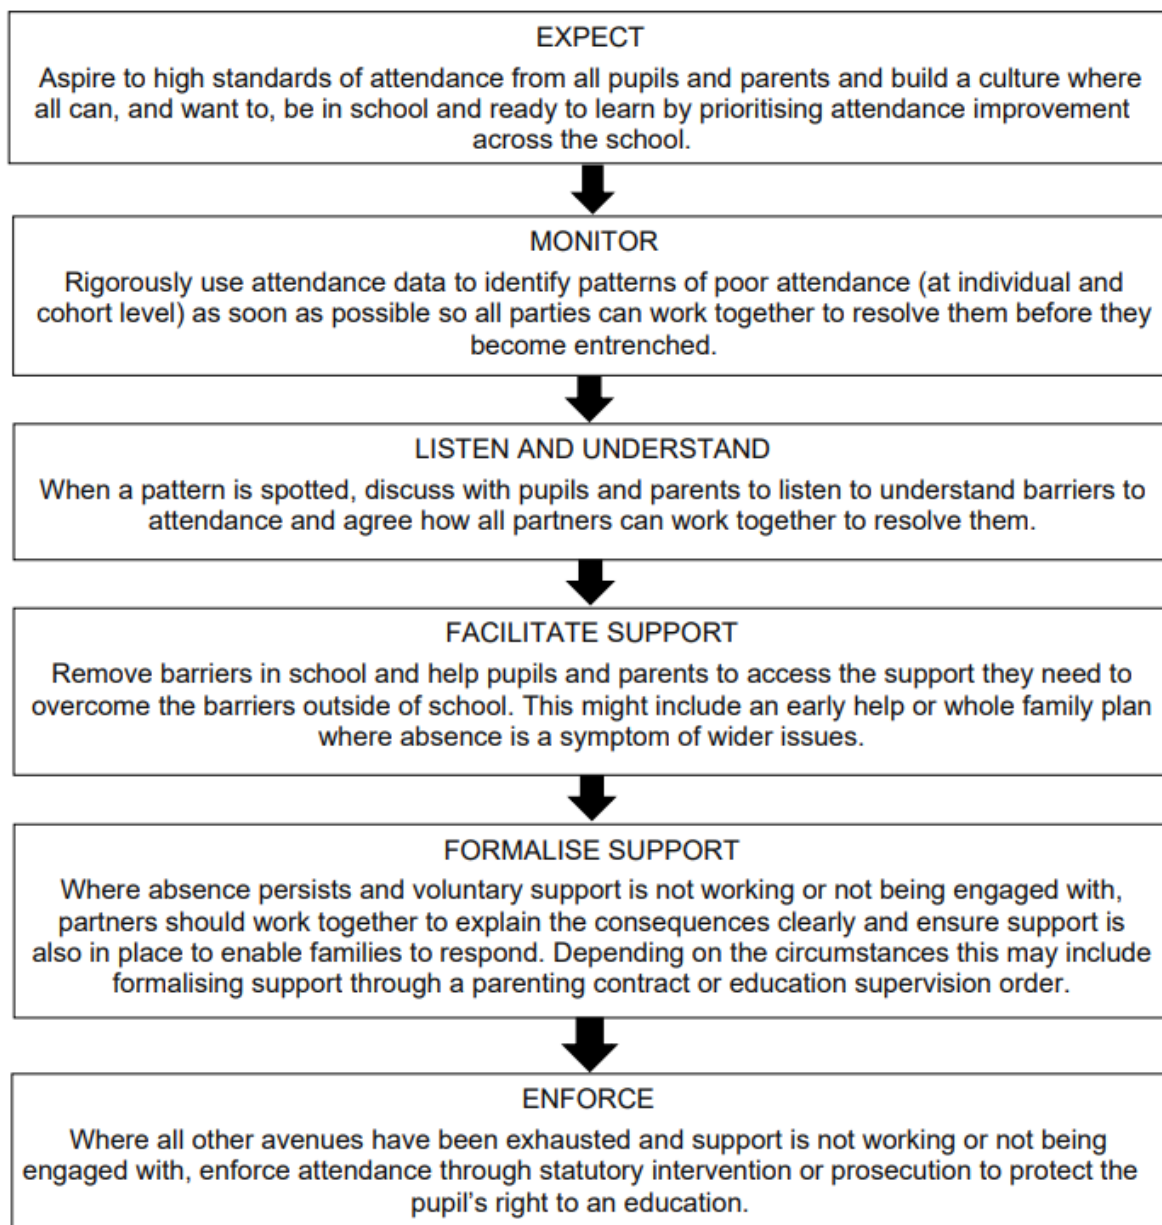 EXPECT
Aspire to high standards of attendance from all pupils and parents and build a culture where
all can, and want to, be in school and ready to learn by prioritising attendance improvement
across the school.
MONITOR
Rigorously use attendance data to identify patterns of poor attendance (at individual and
cohort level) as soon as possible so all parties can work together to resolve them before they
become entrenched.
LISTEN AND UNDERSTAND
When a pattern is spotted, discuss with pupils and parents to listen to understand barriers to
attendance and agree how all partners can work together to resolve them.
FACILITATE SUPPORT
Remove barriers in school and help pupils and parents to access the support they need to
overcome the barriers outside of school. This might include an early help or whole family plan
where absence is a symptom of wider issues.
FORMALISE SUPPORT
Where absence persists and voluntary support is not working or not being engaged with,
partners should work together to explain the consequences clearly and ensure support is
also in place to enable families to respond. Depending on the circumstances this may include
formalising support through a parenting contract or education supervision order.
ENFORCE
Where all other avenues have been exhausted and support is not working or not being
engaged with, enforce attendance through statutory intervention or prosecution to protect the
pupil’s right to an education.